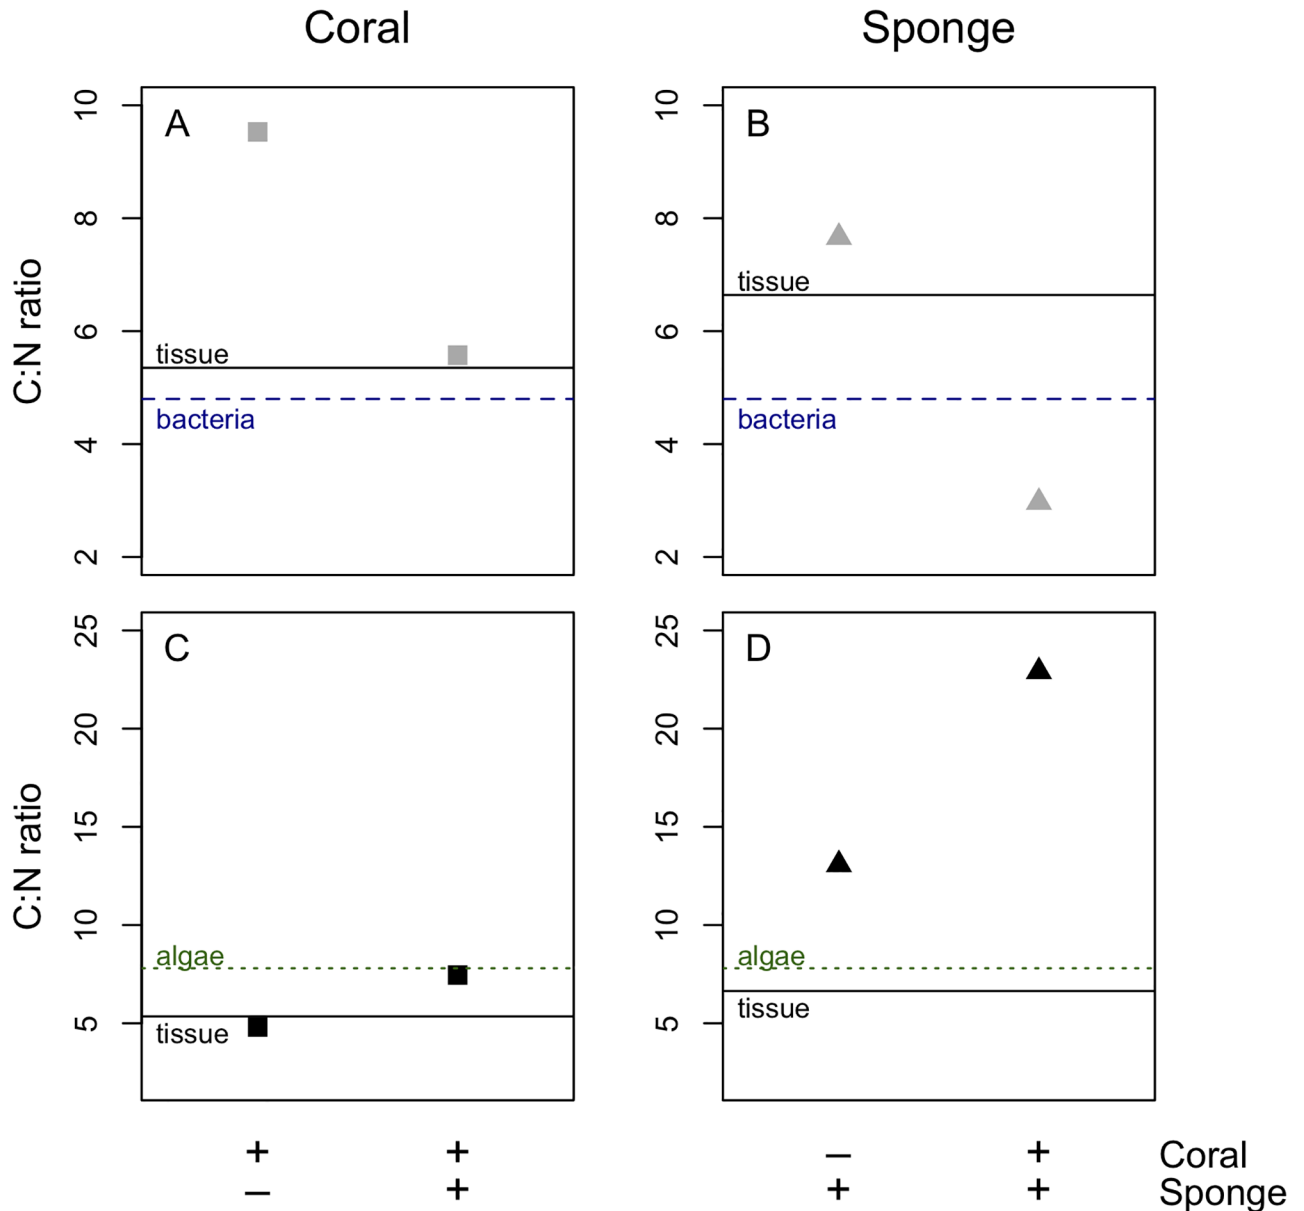 Coral
Sponge
C:N ratio
10
8
6
4
2
A
tissue
bacteria
10
8
6
4
2
B
tissue
bacteria
C:N ratio
25
20
15
10
5
C
algae
tissue
25
20
15
10
5
D
algae
tissue
+ + – + Coral
– + + + Sponge